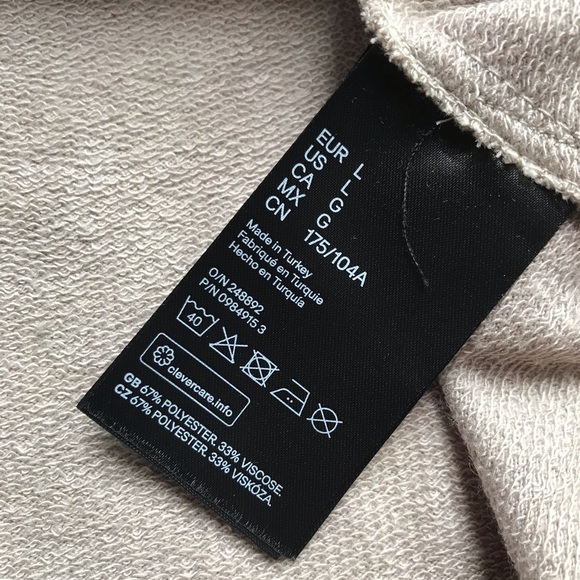 EUR L
US L
CA G
MX G
CN 175/104A
Made in Turkey
Fabriqué en Turquie
Hecho en Turquía
O/N 248892
P/N 0984915 3
40
clevercare.info
GB 67% POLYESTER. 33% VISCOSE.
CZ 67% POLYESTER. 33% VISKÓZA.